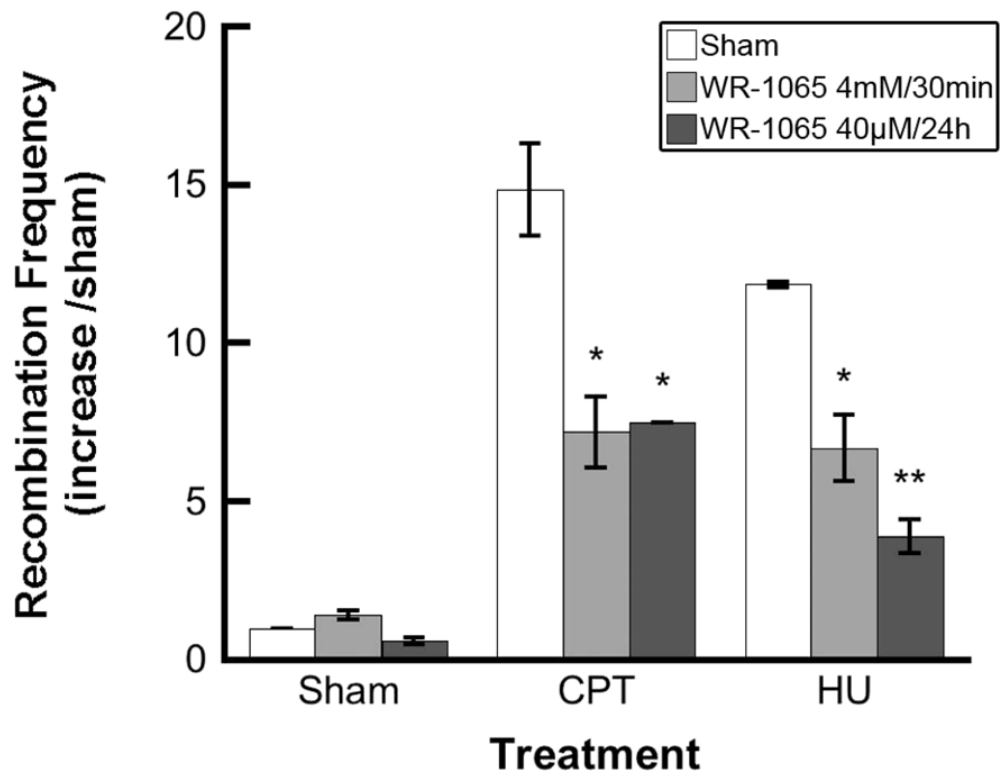 Recombination Frequency
(increase /sham)
20
15
10
5
0
Sham
WR-1065 4mM/30min
WR-1065 40µM/24h
*
*
*
**
Sham
CPT
HU
Treatment